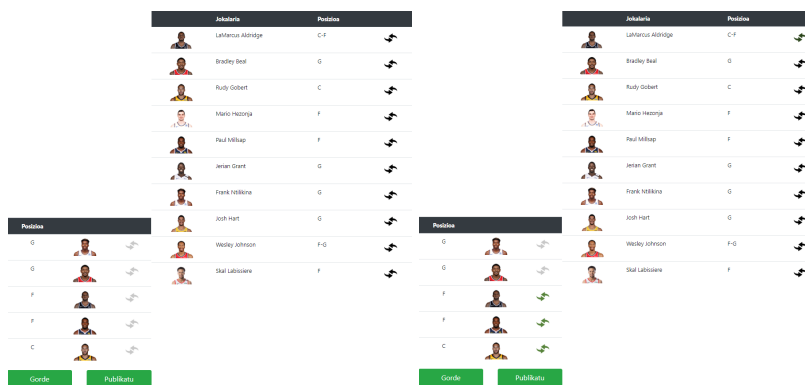 Jokalaria Posizioa
LaMarcus Aldridge C-F
Bradley Beal G
Rudy Gobert C
Mario Hezonja F
Paul Millsap F
Jerian Grant G
Frank Ntilikina G
Josh Hart G
Wesley Johnson F-G
Skal Labissiere F
Posizioa
G
G
F
F
C
Gorde Publikatu
Jokalaria Posizioa
LaMarcus Aldridge C-F
Bradley Beal G
Rudy Gobert C
Mario Hezonja F
Paul Millsap F
Jerian Grant G
Frank Ntilikina G
Josh Hart G
Wesley Johnson F-G
Skal Labissiere F
Posizioa
G
G
F
F
C
Gorde Publikatu